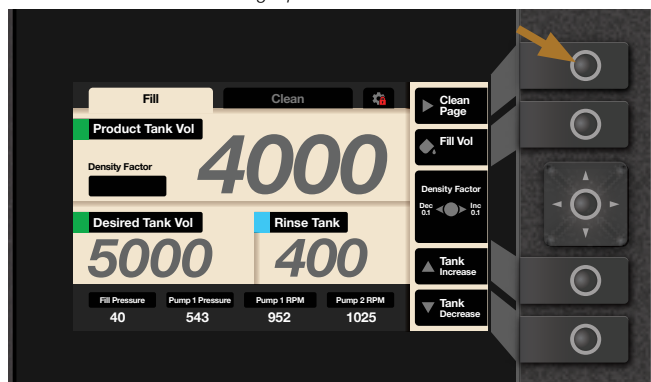 Fill
Clean
Clean
Page
Product Tank Vol
4000
Fill Vol
Density Factor
Density Factor
Dec
0.1
Inc
0.1
Desired Tank Vol
Rinse Tank
5000
400
Tank
Increase
Fill Pressure
Pump 1 Pressure
Pump 1 RPM
Pump 2 RPM
40
543
952
1025
Tank
Decrease